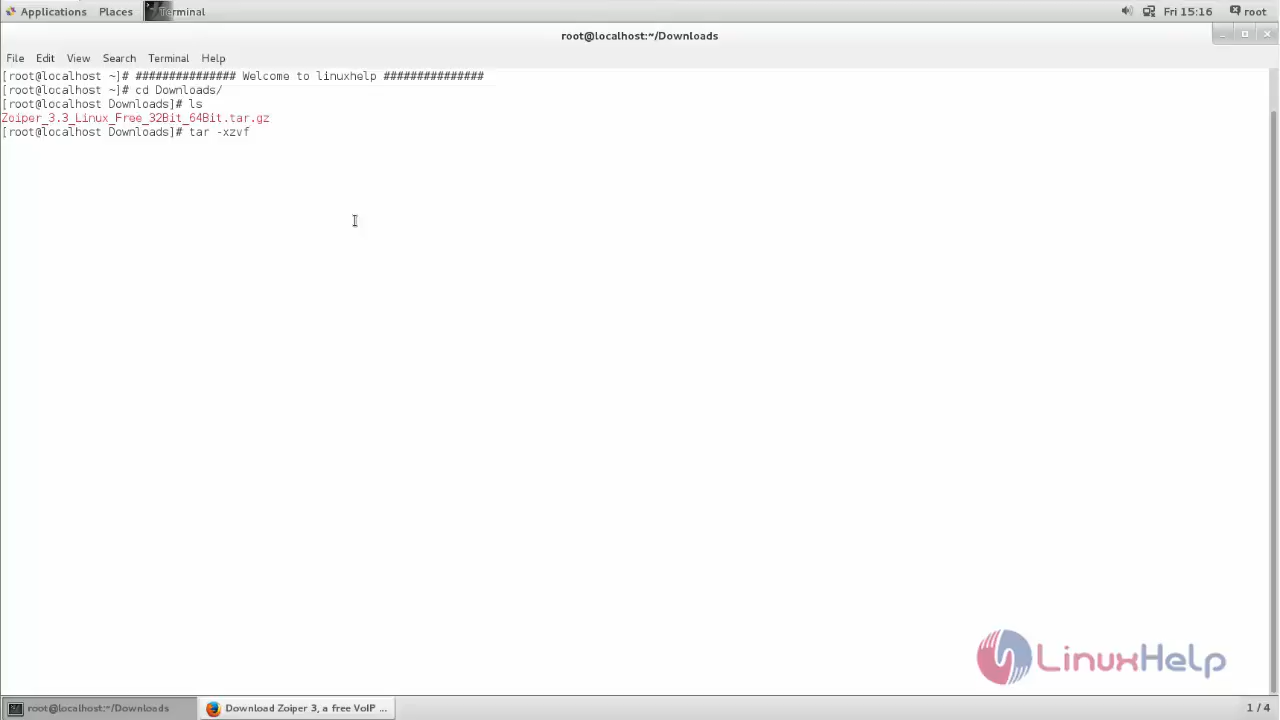 Applications Places Terminal Fri 15:16 root
root@localhost:~/Downloads
File Edit View Search Terminal Help
[root@localhost ~]# ############### Welcome to linuxhelp ###############
[root@localhost ~]# cd Downloads/
[root@localhost Downloads]# ls
Zoiper_3.3_Linux_Free_32Bit_64Bit.tar.gz
[root@localhost Downloads]# tar -xzvf
LinuxHelp
root@localhost:~/Downloads Download Zoiper 3, a free VoIP ... 1 / 4